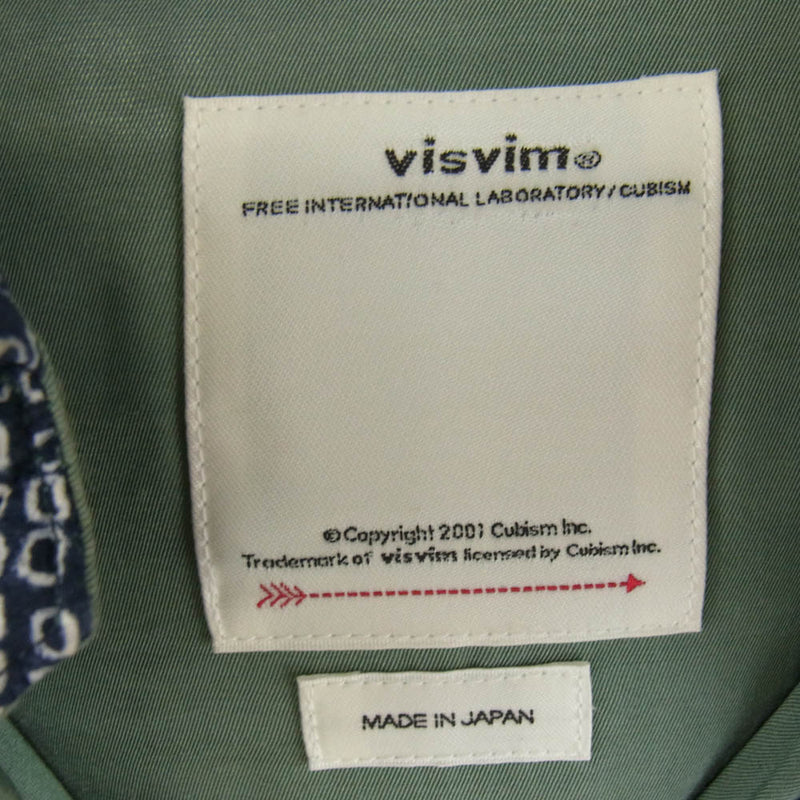 visvim®
FREE INTERNATIONAL LABORATORY / CUBISM
© Copyright 2001 Cubism Inc.
Trademark of visvim licensed by Cubism Inc.
MADE IN JAPAN